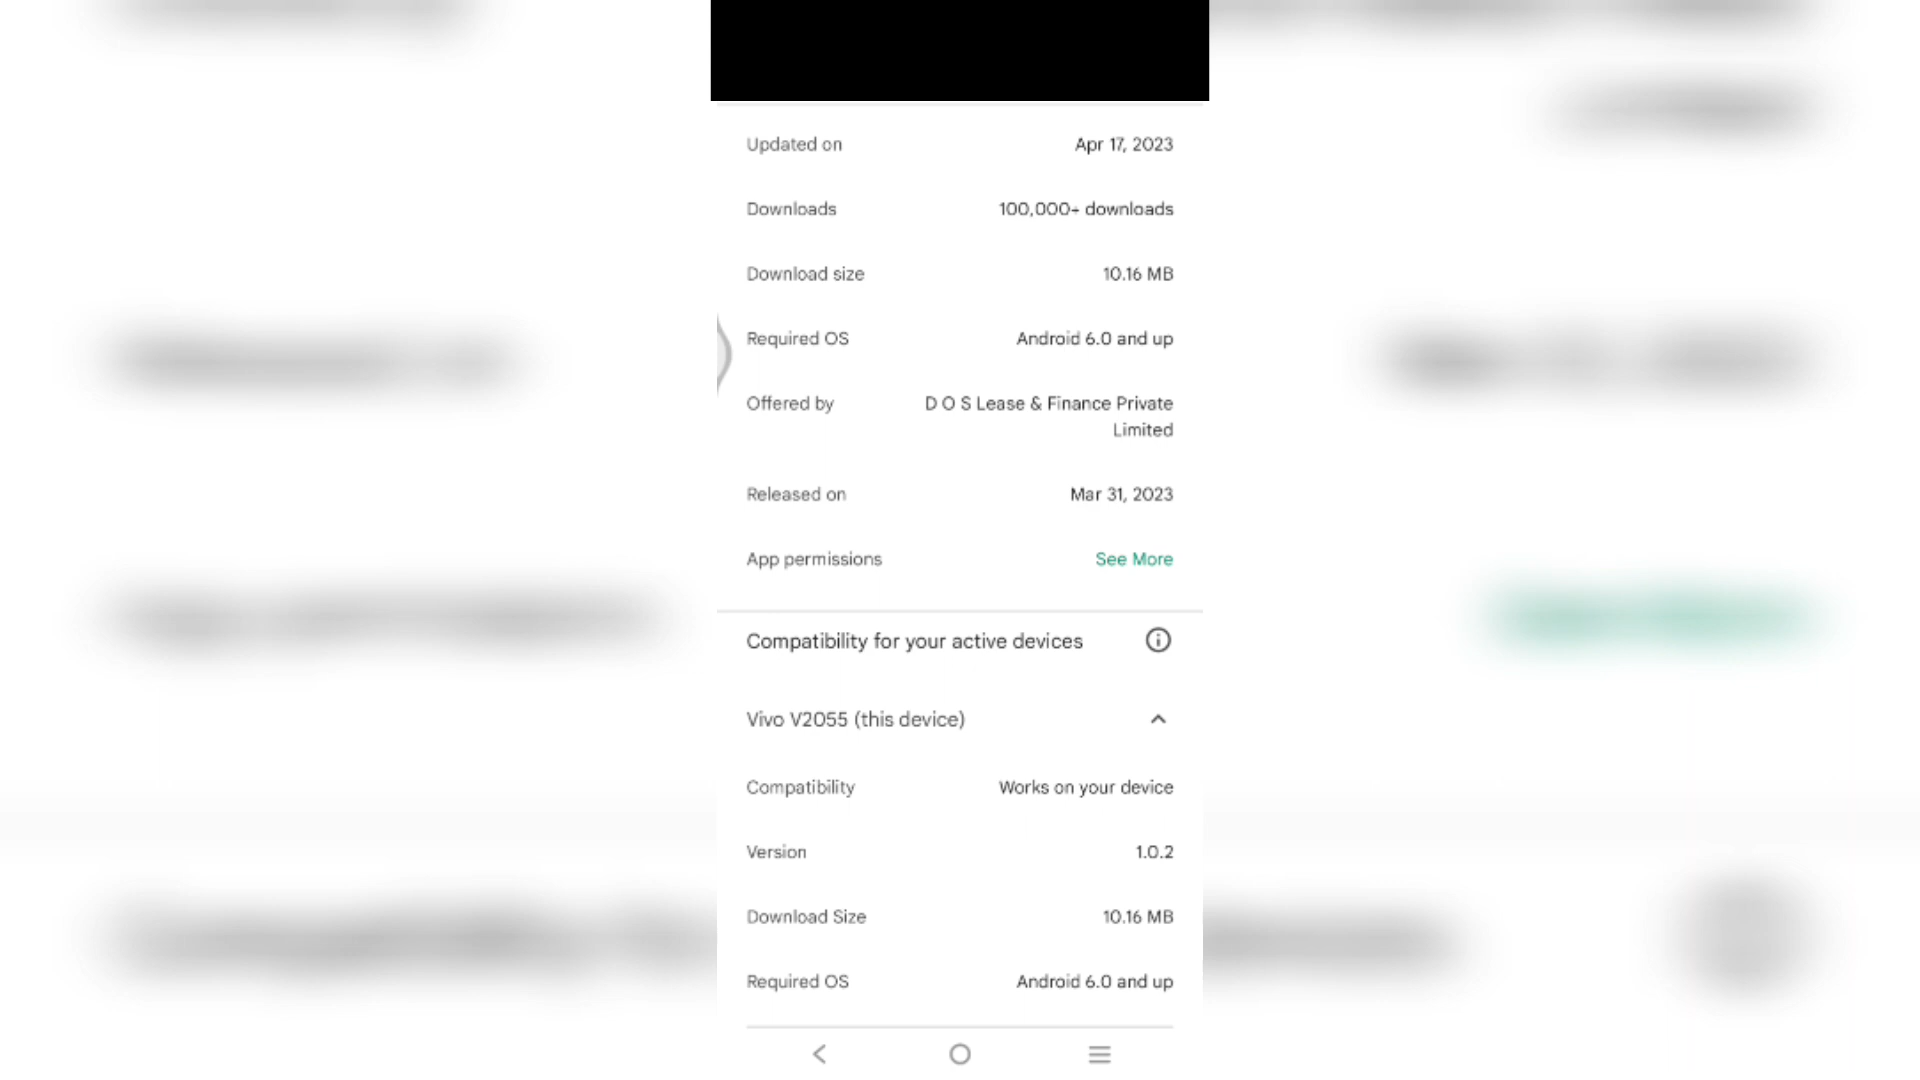 Updated on Apr 17, 2023
Downloads 100,000+ downloads
Download size 10.16 MB
Required OS Android 6.0 and up
Offered by D O S Lease & Finance Private
Limited
Released on Mar 31, 2023
App permissions See More
Compatibility for your active devices
Vivo V2055 (this device)
Compatibility Works on your device
Version 1.0.2
Download Size 10.16 MB
Required OS Android 6.0 and up